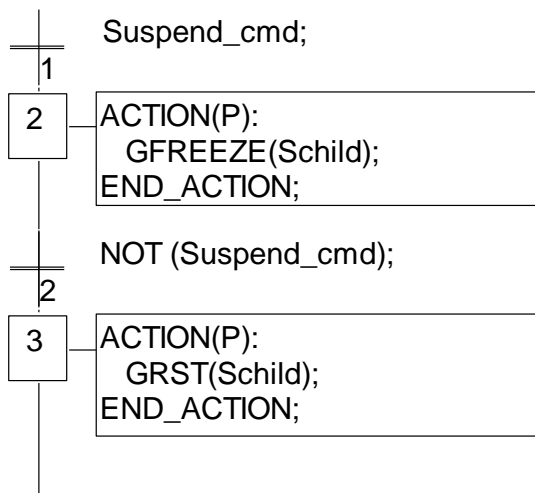 Suspend_cmd;
1
2
ACTION(P):
GFREEZE(Schild);
END_ACTION;
NOT (Suspend_cmd);
2
3
ACTION(P):
GRST(Schild);
END_ACTION;